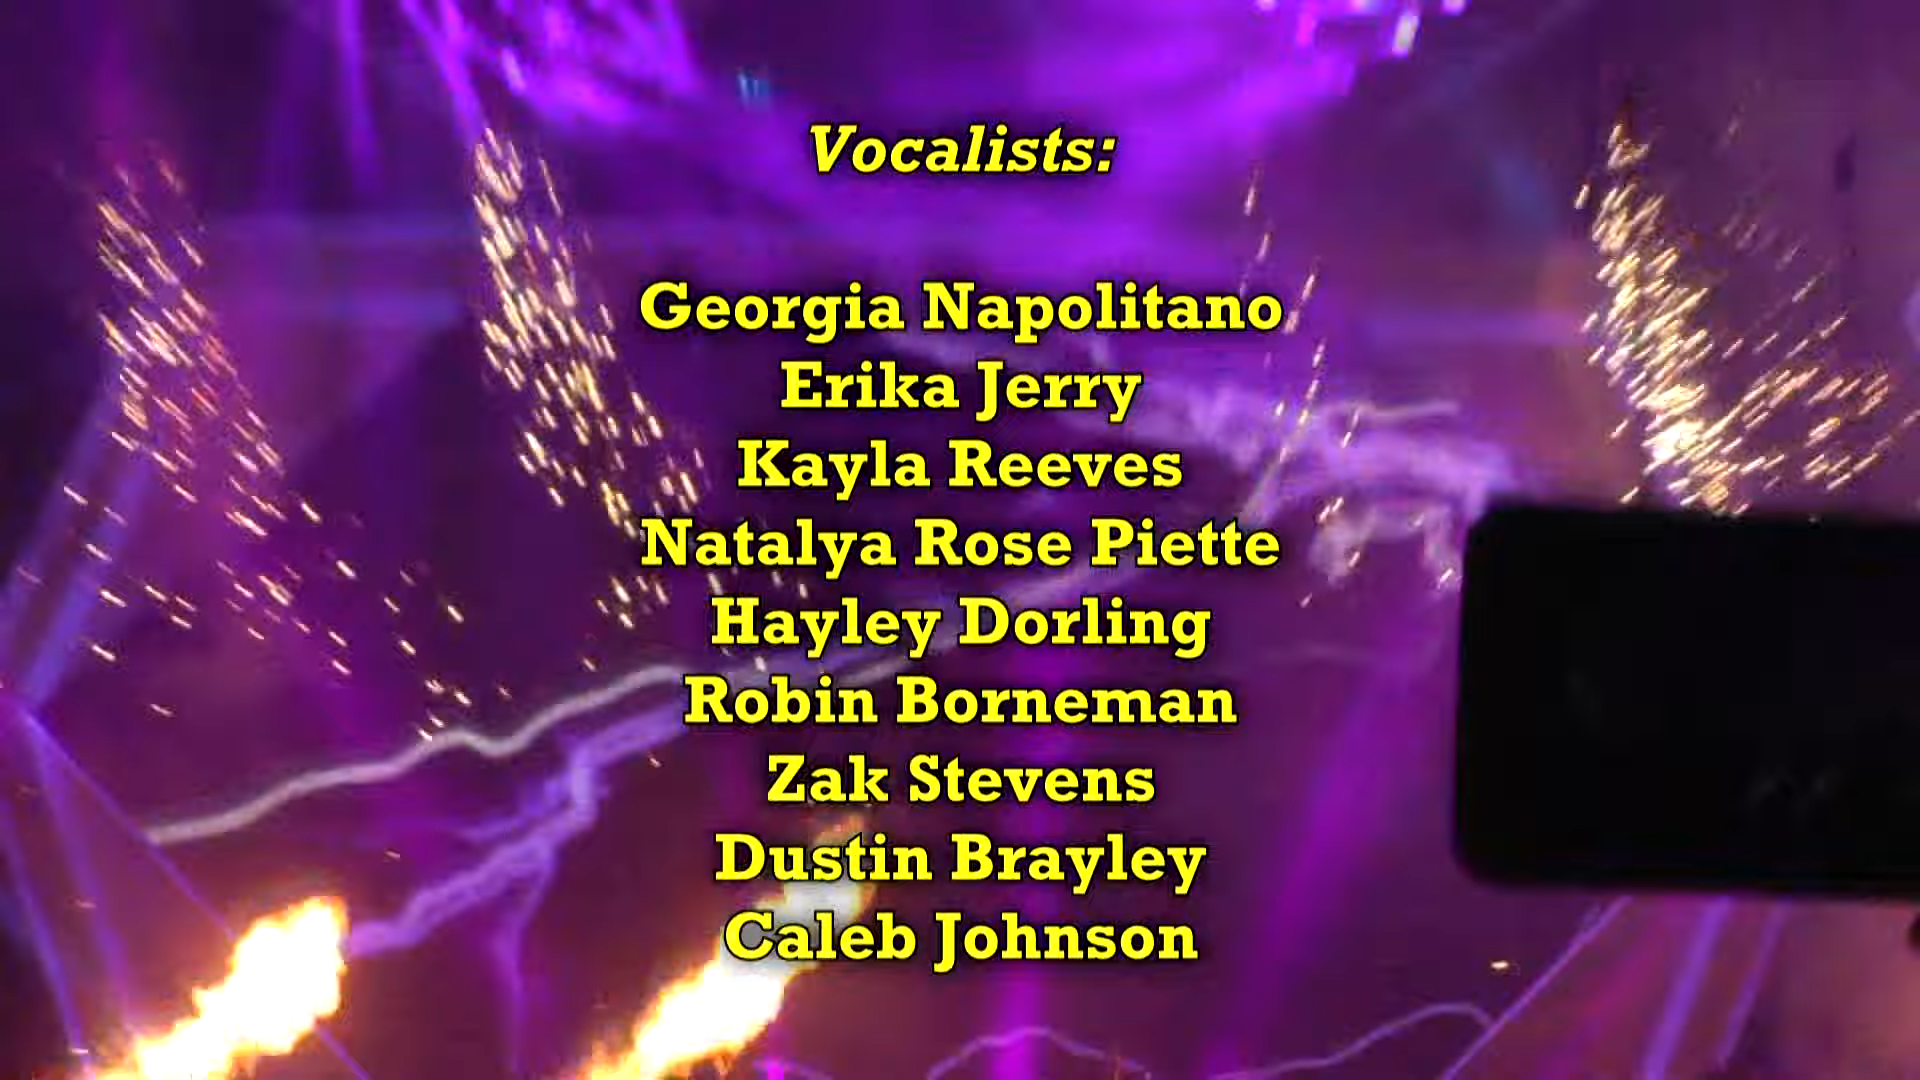 Vocalists:
Georgia Napolitano
Erika Jerry
Kayla Reeves
Natalya Rose Piette
Hayley Dorling
Robin Borneman
Zak Stevens
Dustin Brayley
Caleb Johnson